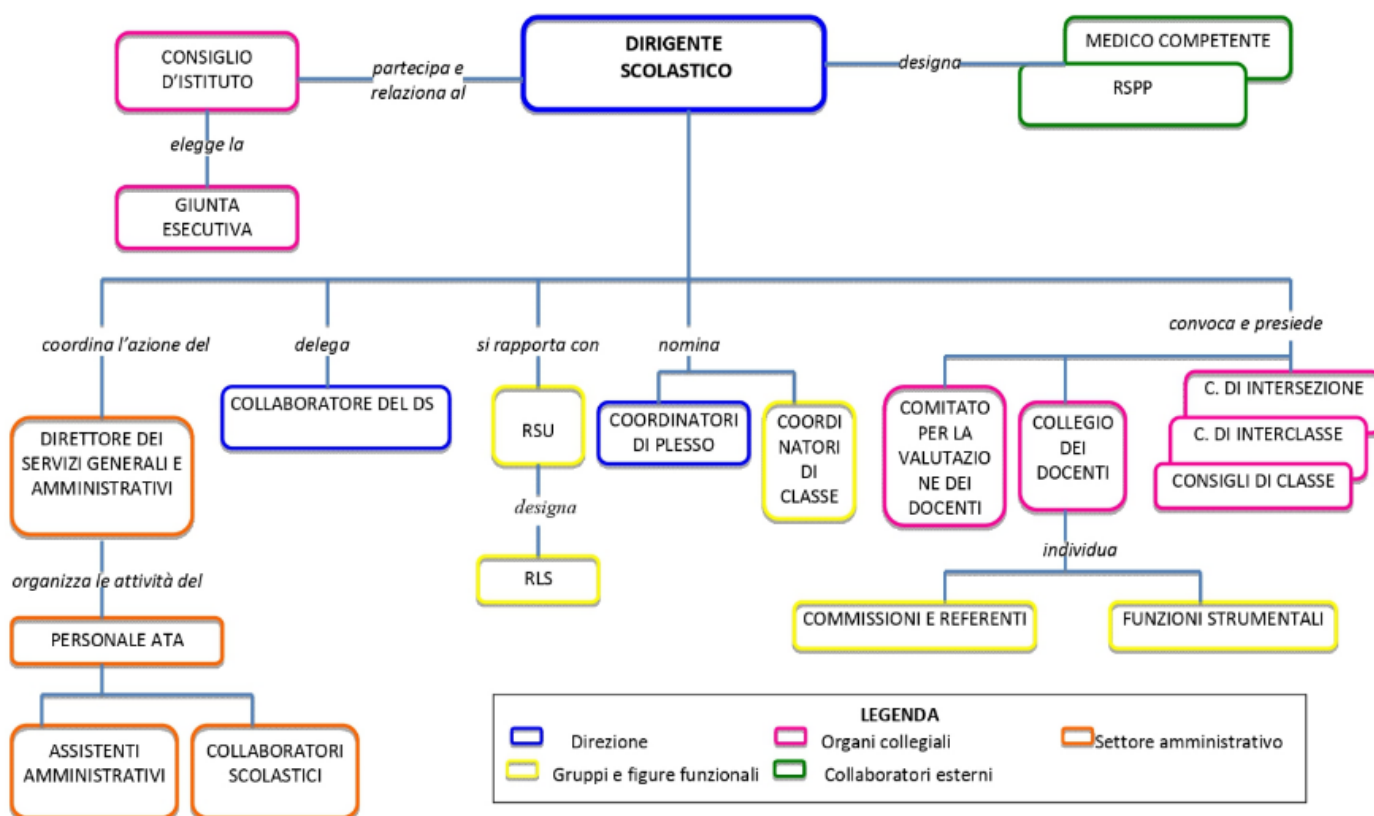 CONSIGLIO
D'ISTITUTO
partecipa e
relaziona al
DIRIGENTE
SCOLASTICO
designa
MEDICO COMPETENTE
RSPP
elegge la
GIUNTA
ESECUTIVA
coordina l'azione del
delega
si rapporta con
nomina
convoca e presiede
DIRETTORE DEI
SERVIZI GENERALI E
AMMINISTRATIVI
COLLABORATORE DEL DS
RSU
COORDINATORI
DI PLESSO
COORDI
NATORI
DI
CLASSE
COMITATO
PER LA
VALUTAZIO
NE DEI
DOCENTI
COLLEGIO
DEI
DOCENTI
C. DI INTERSEZIONE
C. DI INTERCLASSE
CONSIGLI DI CLASSE
designa
RLS
individua
COMMISSIONI E REFERENTI
FUNZIONI STRUMENTALI
organizza le attività del
PERSONALE ATA
ASSISTENTI
AMMINISTRATIVI
COLLABORATORI
SCOLASTICI
LEGENDA
Direzione
Organi collegiali
Settore amministrativo
Gruppi e figure funzionali
Collaboratori esterni